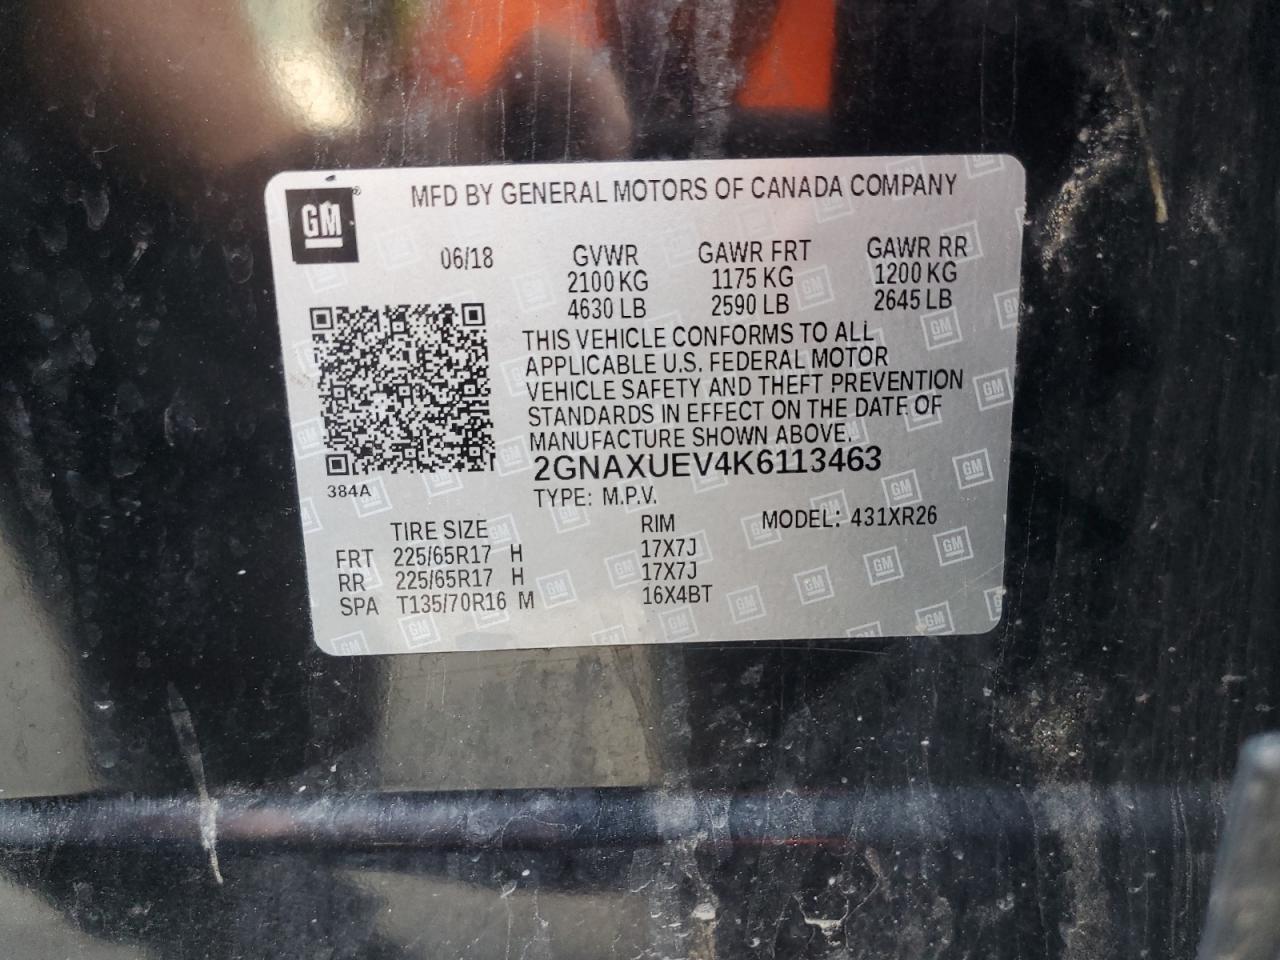 GM®
MFD BY GENERAL MOTORS OF CANADA COMPANY
06/18 GVWR GAWR FRT GAWR RR
2100 KG 1175 KG 1200 KG
4630 LB 2590 LB 2645 LB
THIS VEHICLE CONFORMS TO ALL
APPLICABLE U.S. FEDERAL MOTOR
VEHICLE SAFETY AND THEFT PREVENTION
STANDARDS IN EFFECT ON THE DATE OF
MANUFACTURE SHOWN ABOVE.
2GNAXUEV4K6113463
384A
TYPE: M.P.V.
TIRE SIZE RIM MODEL: 431XR26
FRT 225/65R17 H 17X7J
RR 225/65R17 H 17X7J
SPA T135/70R16 M 16X4BT